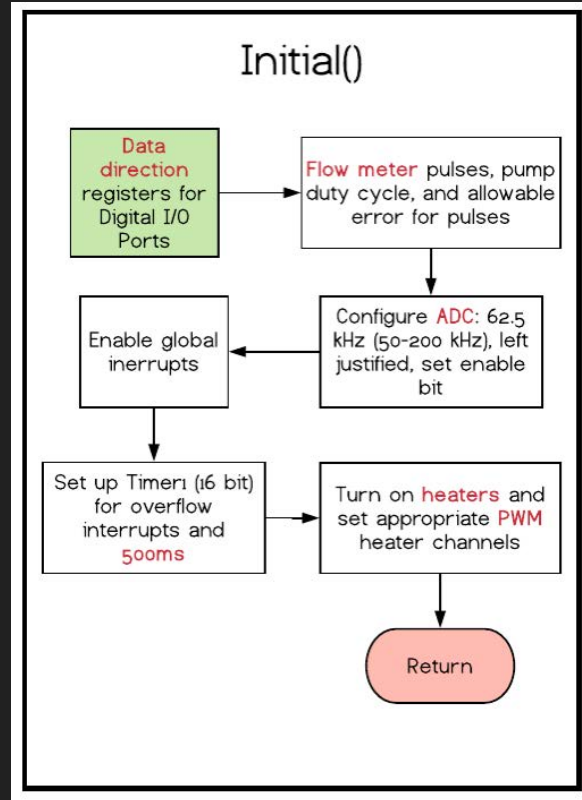 Initial()
Data
direction
registers for
Digital I/O
Ports
Flow meter pulses, pump
duty cycle, and allowable
error for pulses
Configure ADC: 62.5
kHz (50-200 kHz), left
justified, set enable
bit
Enable global
inerrupts
Set up Timer1 (16 bit)
for overflow
interrupts and
500ms
Turn on heaters and
set appropriate PWM
heater channels
Return